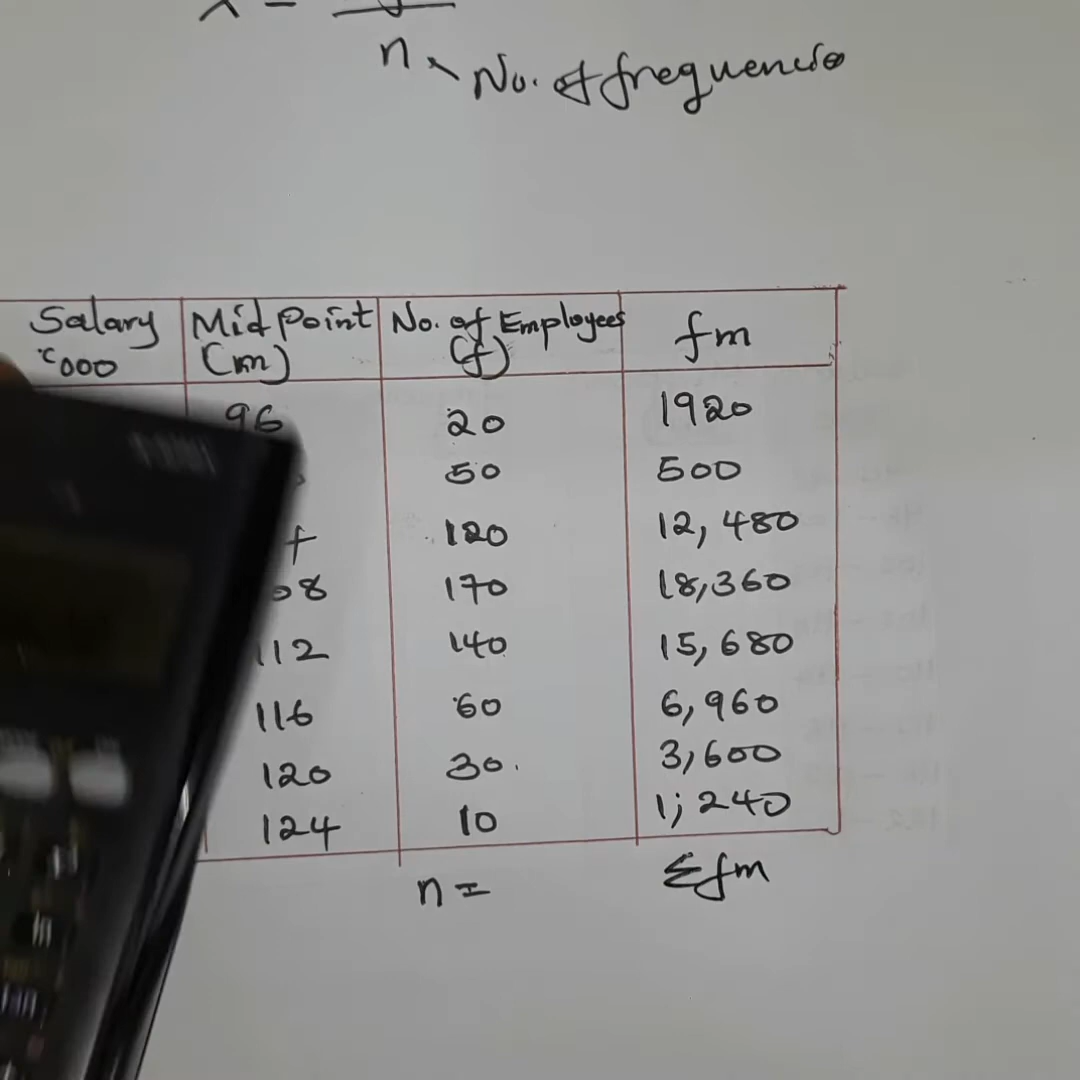 n No. of frequencie
Salary Mid Point No. of Employees fm
‘000 (m) (f)
96 20 1920
50 500
120 12, 480
08 170 18,360
112 140 15, 680
116 60 6, 960
120 30. 3,600
124 10 1; 240
n = Σfm